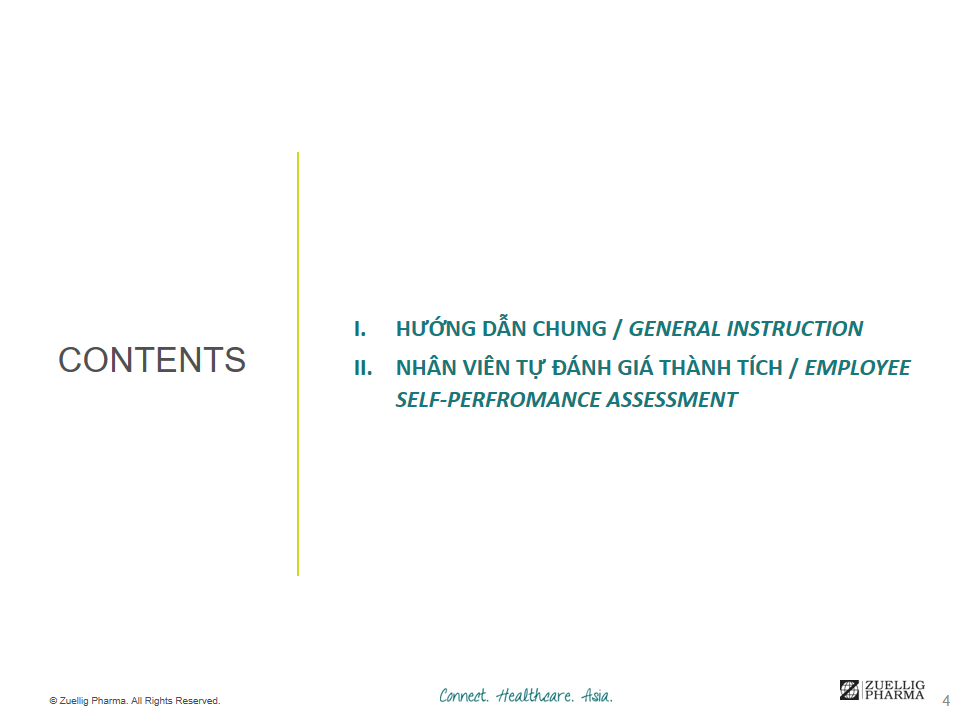 CONTENTS
I. HƯỚNG DẪN CHUNG / GENERAL INSTRUCTION
II. NHÂN VIÊN TỰ ĐÁNH GIÁ THÀNH TÍCH / EMPLOYEE
SELF-PERFROMANCE ASSESSMENT
© Zuellig Pharma. All Rights Reserved.
Connect. Healthcare. Asia.
ZUELLIG
PHARMA
4